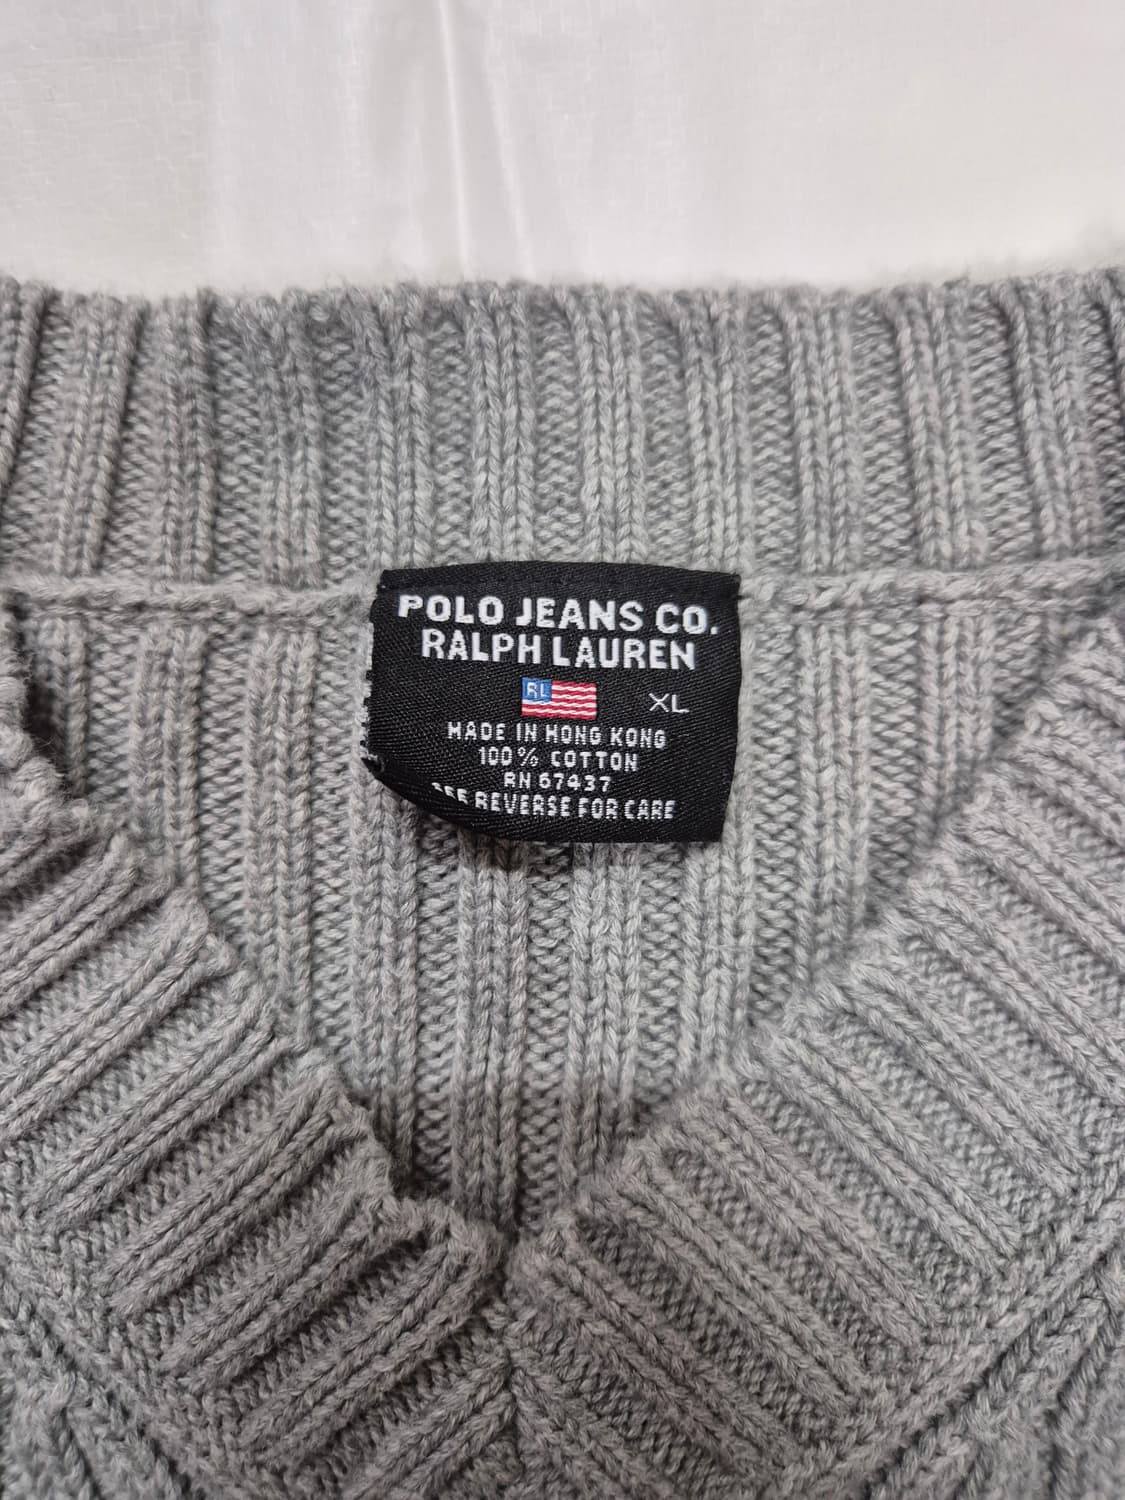 POLO JEANS CO.
RALPH LAUREN
RL XL
MADE IN HONG KONG
100% COTTON
RN 67437
SEE REVERSE FOR CARE